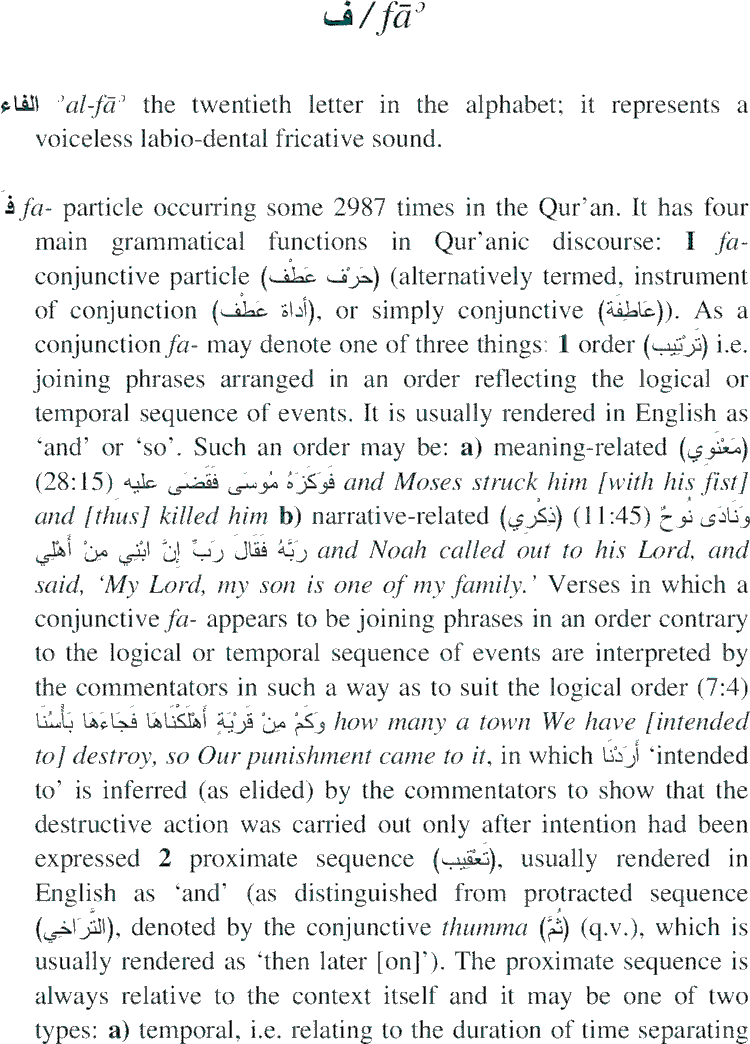 ف / fāʾ
الفاء ʾal-fāʾ the twentieth letter in the alphabet; it represents a
voiceless labio-dental fricative sound.
فَ fa- particle occurring some 2987 times in the Qur’an. It has four
main grammatical functions in Qur’anic discourse: I fa-
conjunctive particle (حَرْف عَطْف) (alternatively termed, instrument
of conjunction (أداة عَطْف), or simply conjunctive (عَاطِفَة)). As a
conjunction fa- may denote one of three things: 1 order (تَرْتِيب) i.e.
joining phrases arranged in an order reflecting the logical or
temporal sequence of events. It is usually rendered in English as
‘and’ or ‘so’. Such an order may be: a) meaning-related (مَعْنَوِي)
(28:15) فَوَكَزَهُ مُوسَى فَقَضَى عليه and Moses struck him [with his fist]
and [thus] killed him b) narrative-related (ذِكْرِي) (11:45) وَنَادَى نُوحٌ
رَبَّهُ فَقَالَ رَبِّ إِنَّ ابْنِي مِنْ أَهْلِي and Noah called out to his Lord, and
said, ‘My Lord, my son is one of my family.’ Verses in which a
conjunctive fa- appears to be joining phrases in an order contrary
to the logical or temporal sequence of events are interpreted by
the commentators in such a way as to suit the logical order (7:4)
وَكَمْ مِنْ قَرْيَةٍ أَهْلَكْنَاهَا فَجَاءَهَا بَأْسُنَا how many a town We have [intended
to] destroy, so Our punishment came to it, in which أَرَدْنَا ‘intended
to’ is inferred (as elided) by the commentators to show that the
destructive action was carried out only after intention had been
expressed 2 proximate sequence (تَعْقِيب), usually rendered in
English as ‘and’ (as distinguished from protracted sequence
(التَّرَاخِي), denoted by the conjunctive thumma (ثُمَّ) (q.v.), which is
usually rendered as ‘then later [on]’). The proximate sequence is
always relative to the context itself and it may be one of two
types: a) temporal, i.e. relating to the duration of time separating